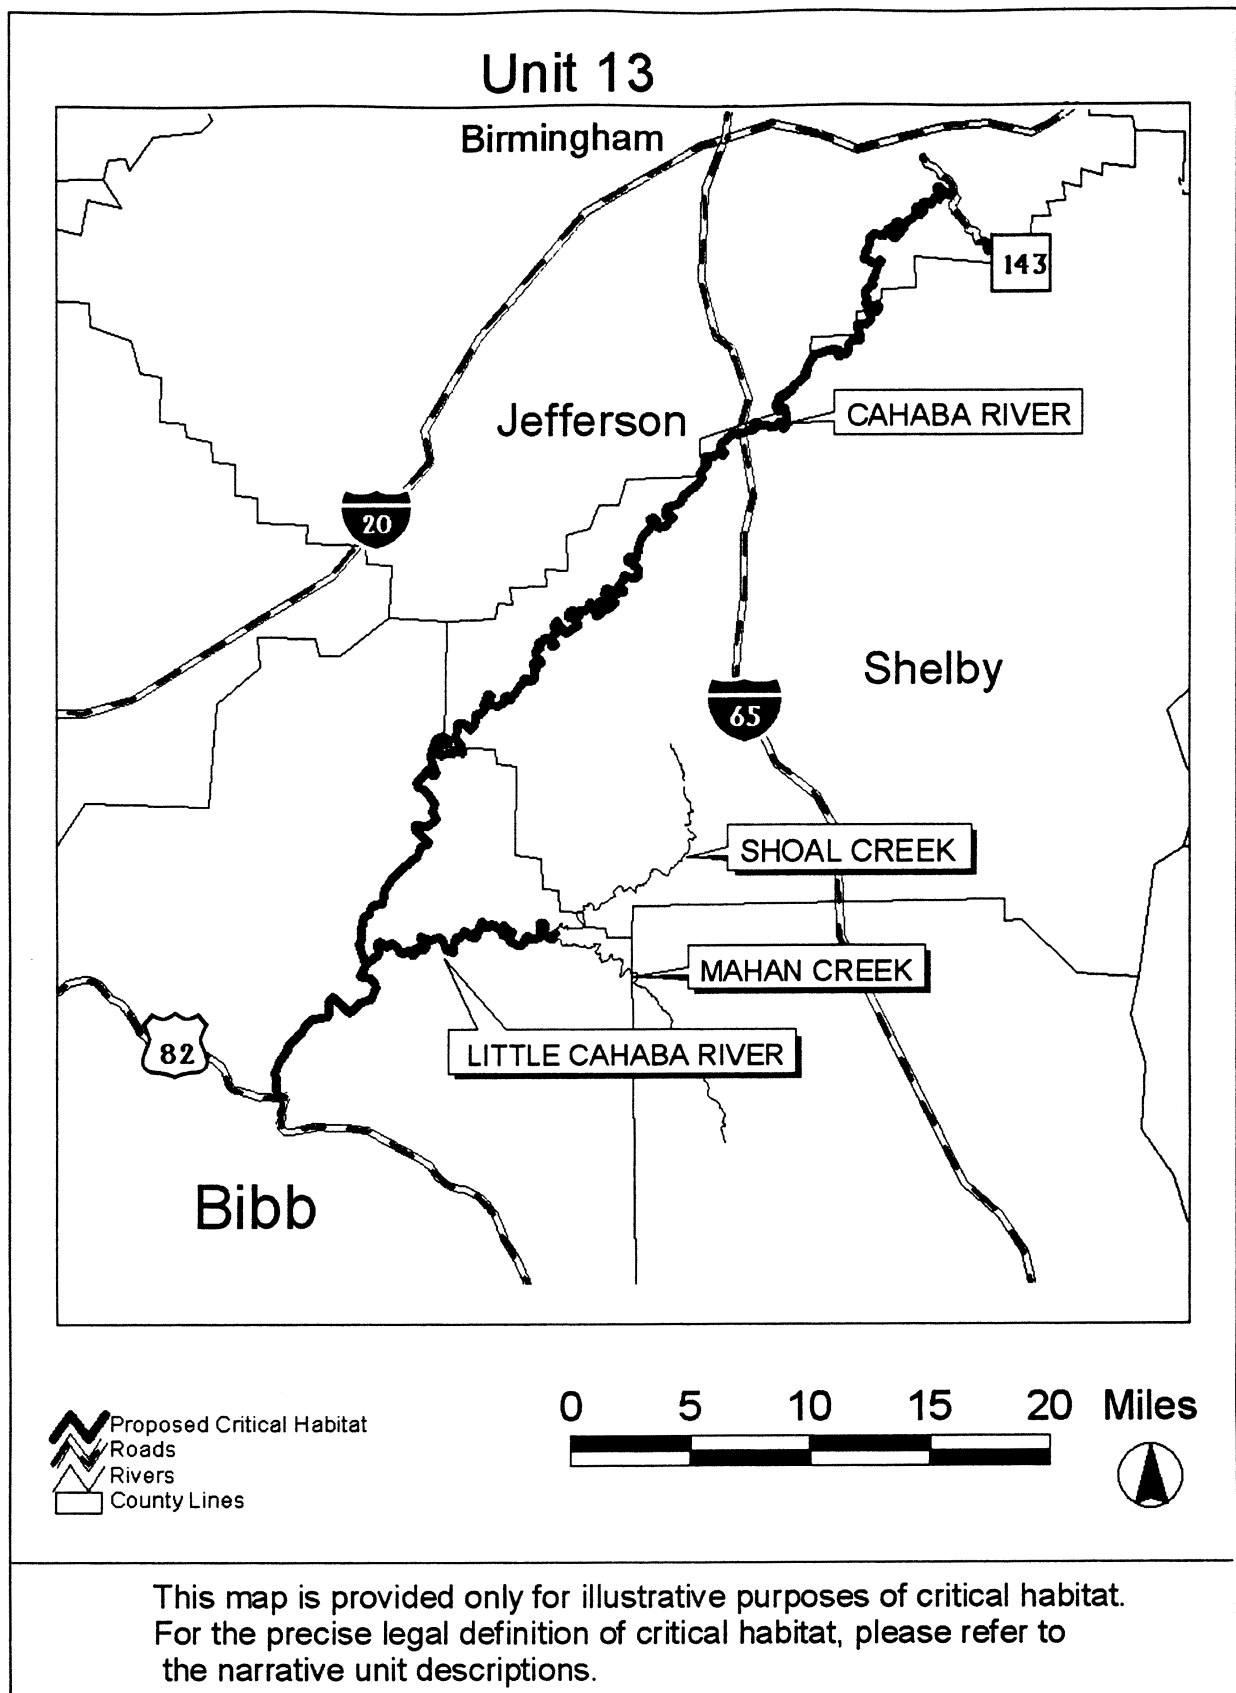 Unit 13
Birmingham
143
Jefferson
CAHABA RIVER
20
Shelby
65
SHOAL CREEK
MAHAN CREEK
LITTLE CAHABA RIVER
82
Bibb
0 5 10 15 20 Miles
Proposed Critical Habitat
Roads
Rivers
County Lines
This map is provided only for illustrative purposes of critical habitat.
For the precise legal definition of critical habitat, please refer to
the narrative unit descriptions.